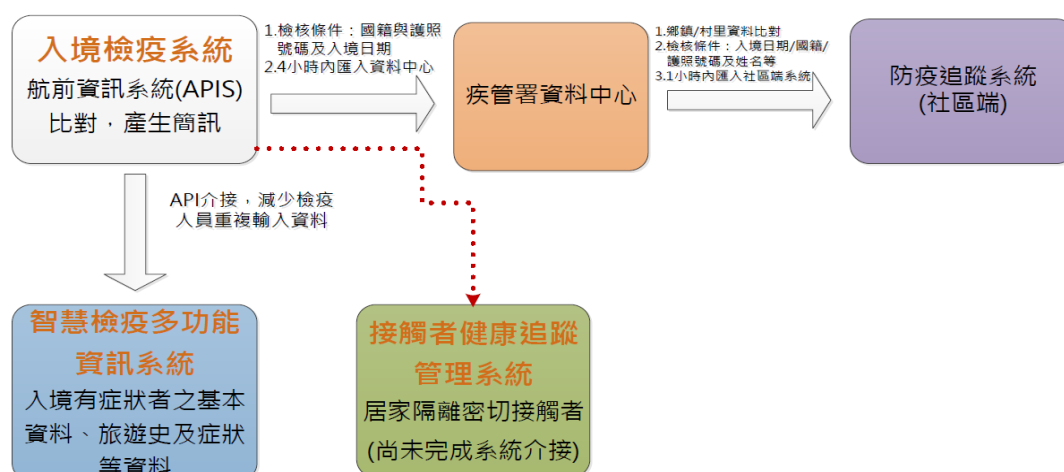 入境檢疫系統
航前資訊系統(APIS)
比對，產生簡訊
1.檢核條件：國籍與護照
號碼及入境日期
2.4小時內匯入資料中心
疾管署資料中心
1.鄉鎮/村里資料比對
2.檢核條件：入境日期/國籍/
護照號碼及姓名等
3.1小時內匯入社區端系統
防疫追蹤系統
(社區端)
API介接，減少檢疫
人員重複輸入資料
智慧檢疫多功能
資訊系統
入境有症狀者之基本
資料、旅遊史及症狀
等資料
接觸者健康追蹤
管理系統
居家隔離密切接觸者
(尚未完成系統介接)